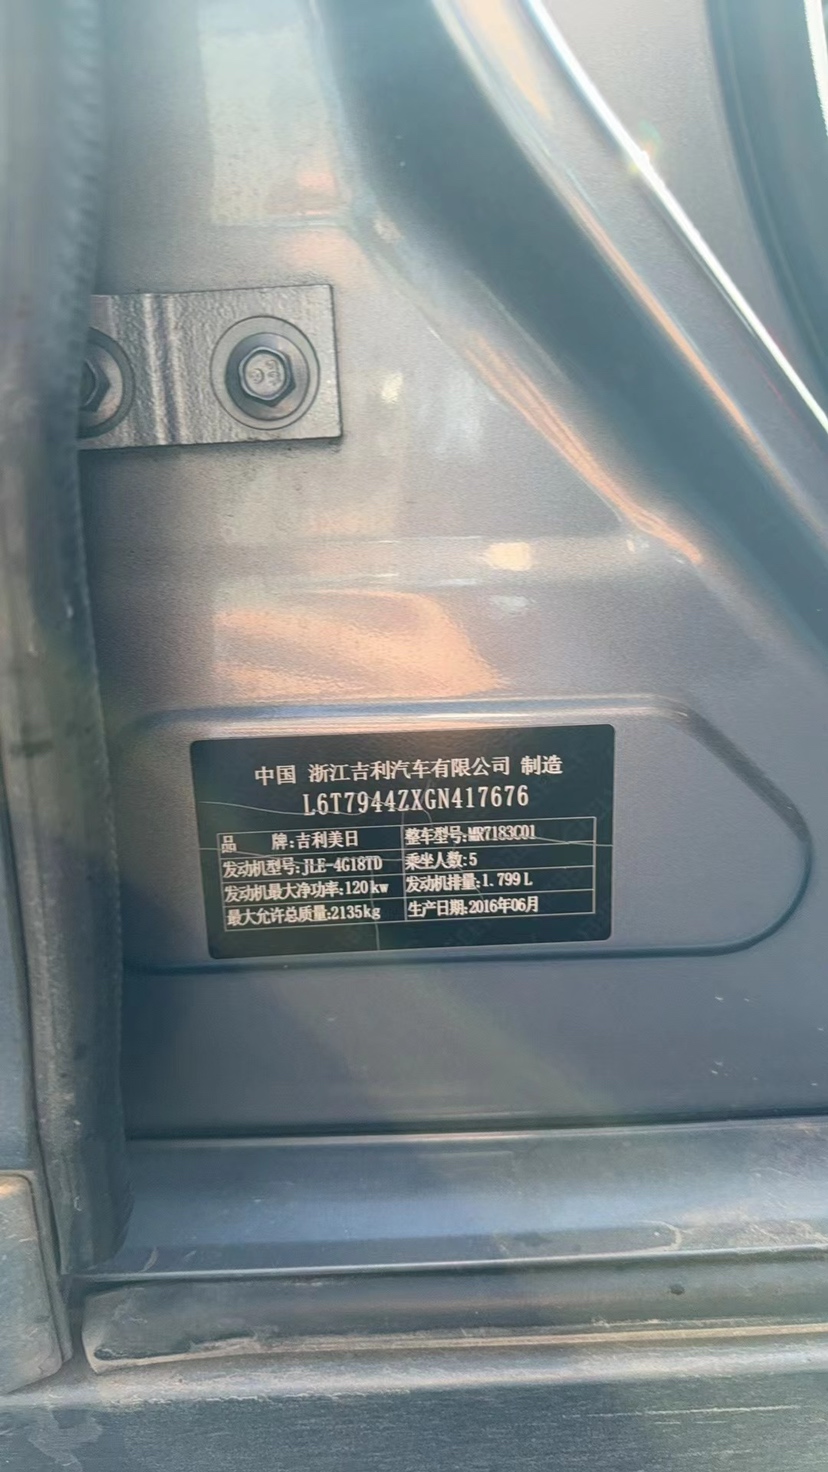 中国 浙江吉利汽车有限公司 制造
L6T7944ZXGN417676
品 牌:吉利美日 整车型号:MR7183C01
发动机型号:JLE-4G18TD 乘坐人数:5
发动机最大净功率:120kw 发动机排量:1.799L
最大允许总质量:2135kg 生产日期:2016年06月